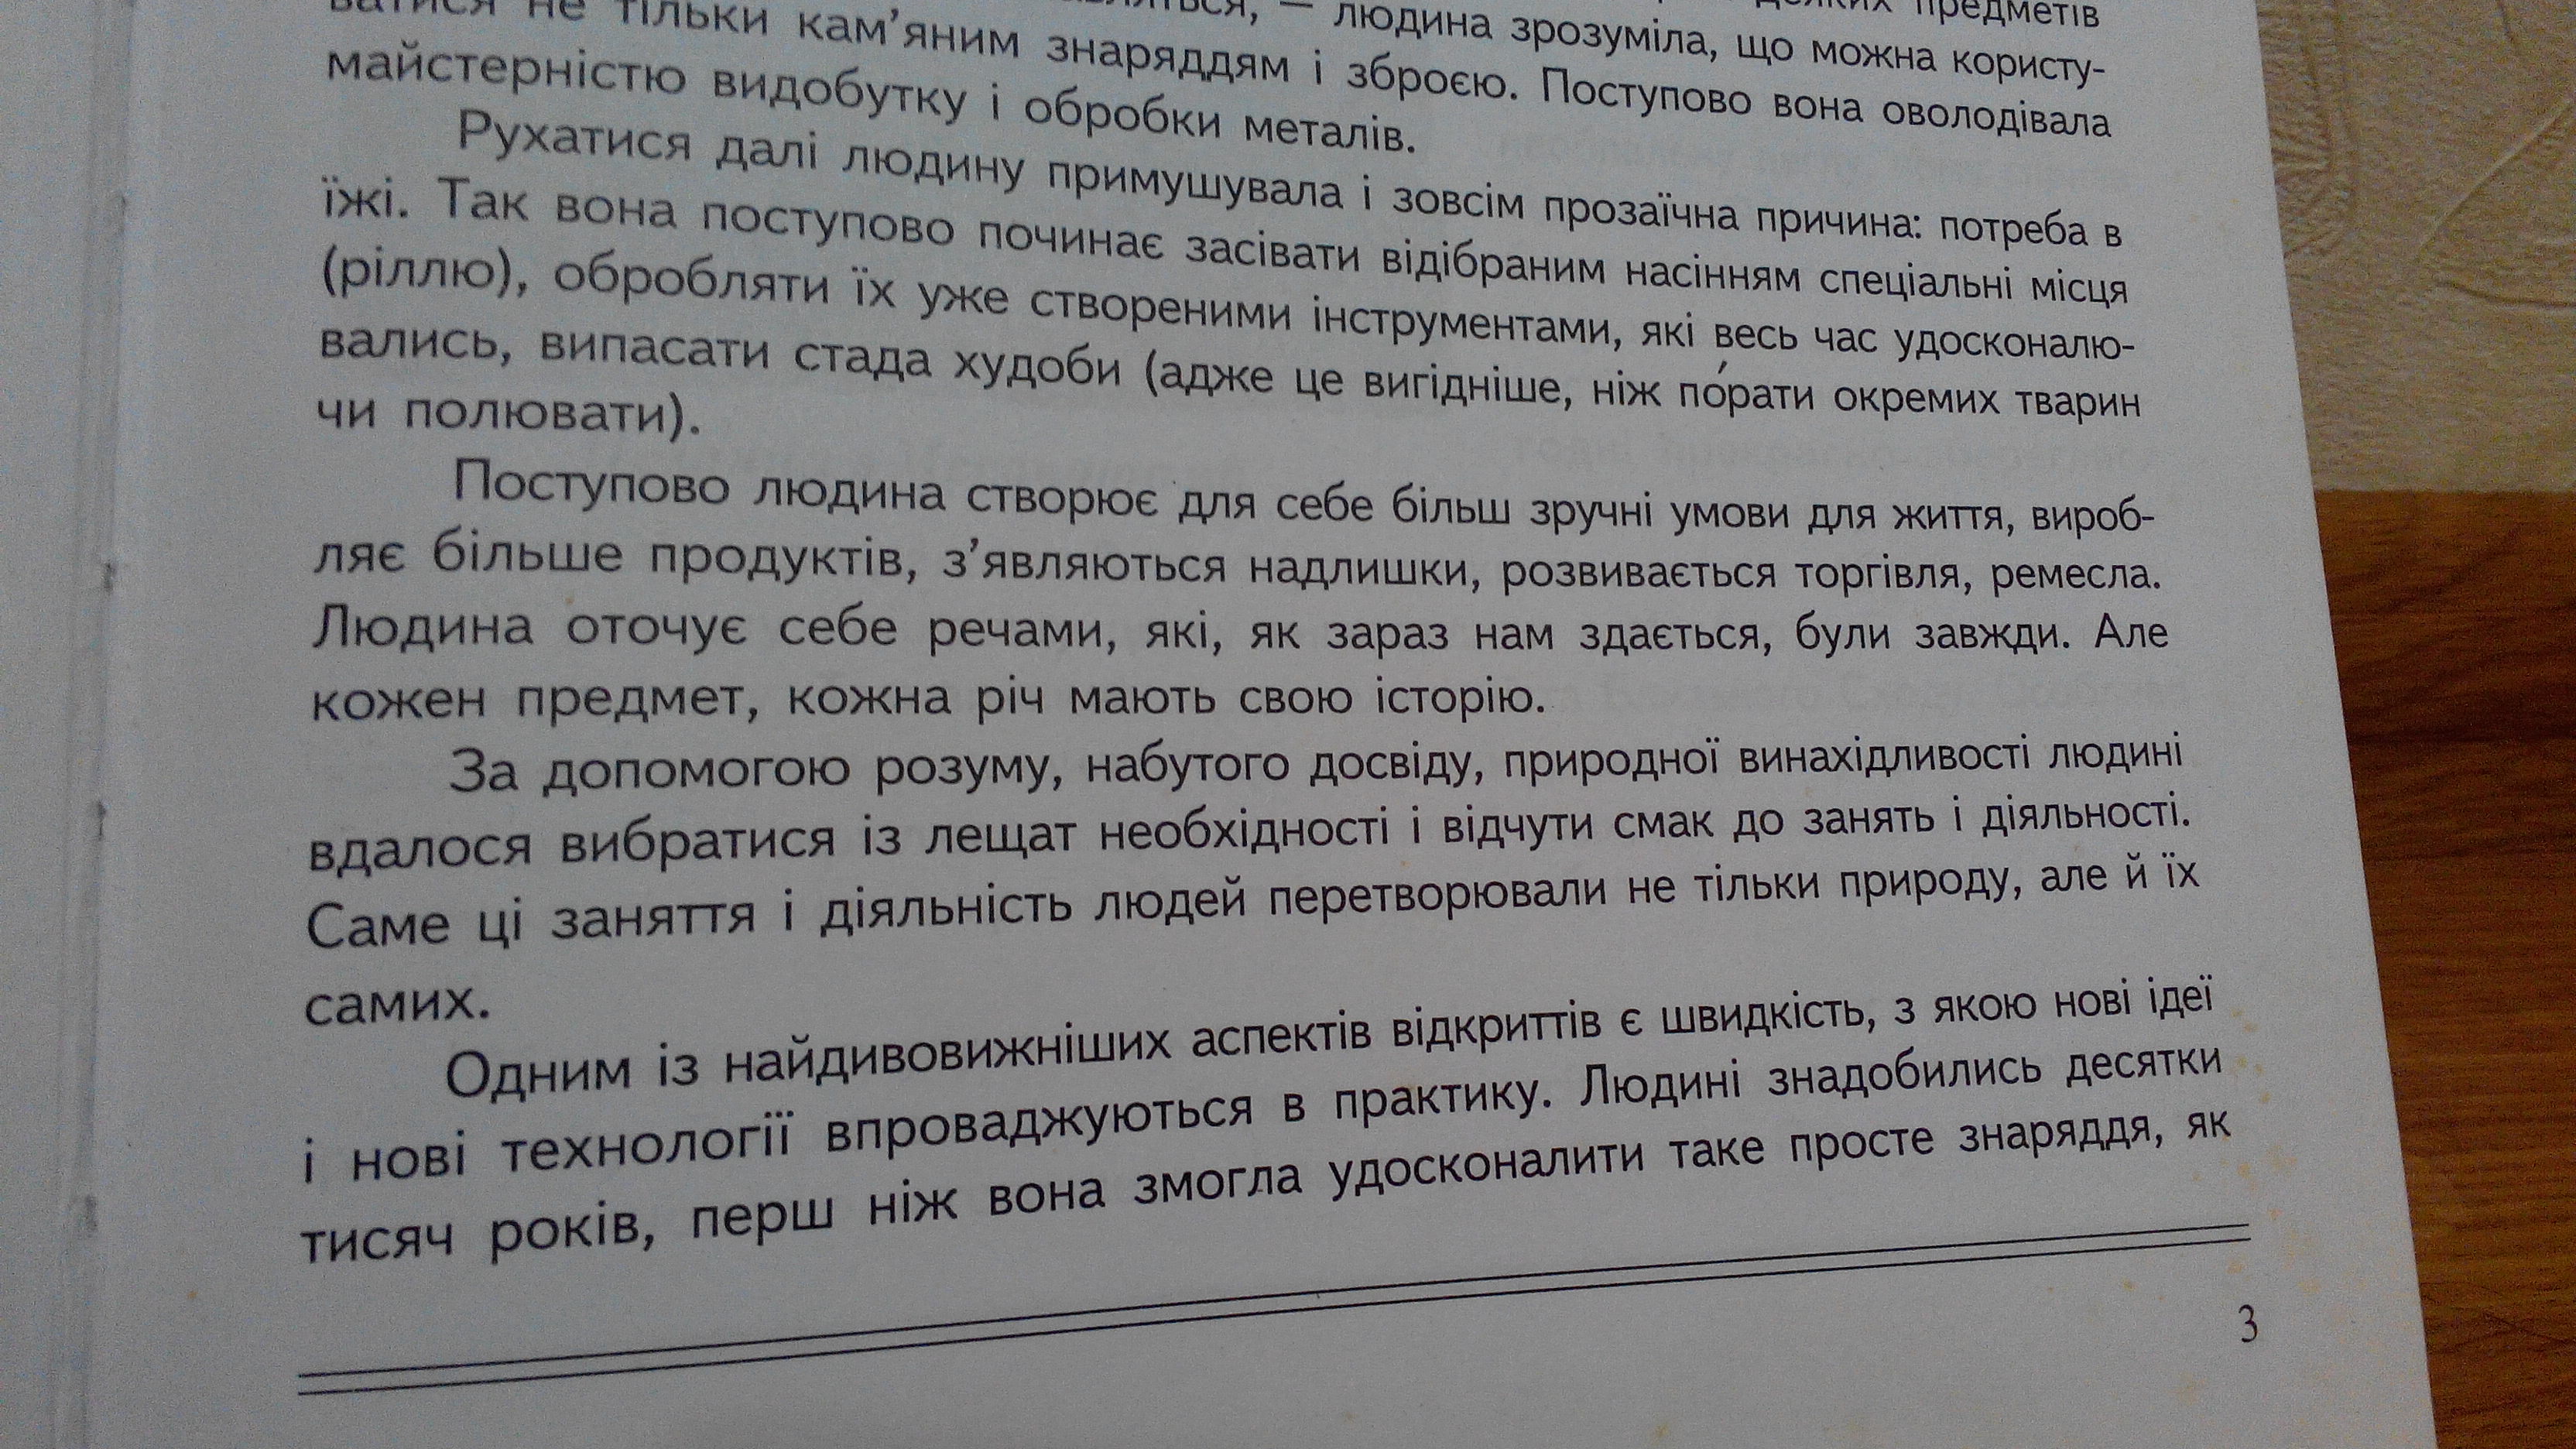 деяких предметів
людина зрозуміла, що можна користу-
ватися не тільки кам’яним знаряддям і зброєю. Поступово вона оволодівала
майстерністю видобутку і обробки металів.
Рухатися далі людину примушувала і зовсім прозаїчна причина: потреба в
їжі. Так вона поступово починає засівати відібраним насінням спеціальні місця
(ріллю), обробляти їх уже створеними інструментами, які весь час удосконалю-
вались, випасати стада худоби (адже це вигідніше, ніж по́рати окремих тварин
чи полювати).
Поступово людина створює для себе більш зручні умови для життя, вироб-
ляє більше продуктів, з’являються надлишки, розвивається торгівля, ремесла.
Людина оточує себе речами, які, як зараз нам здається, були завжди. Але
кожен предмет, кожна річ мають свою історію.
За допомогою розуму, набутого досвіду, природної винахідливості людині
вдалося вибратися із лещат необхідності і відчути смак до занять і діяльності.
Саме ці заняття і діяльність людей перетворювали не тільки природу, але й їх
самих.
Одним із найдивовижніших аспектів відкриттів є швидкість, з якою нові ідеї
і нові технології впроваджуються в практику. Людині знадобились десятки
тисяч років, перш ніж вона змогла удосконалити таке просте знаряддя, як
3